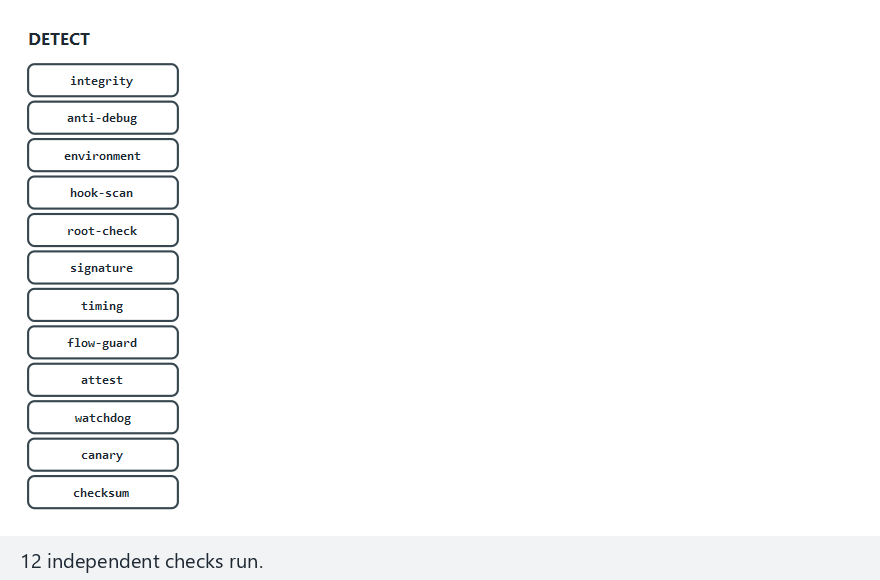 DETECT
integrity
anti-debug
environment
hook-scan
root-check
signature
timing
flow-guard
attest
watchdog
canary
checksum
12 independent checks run.